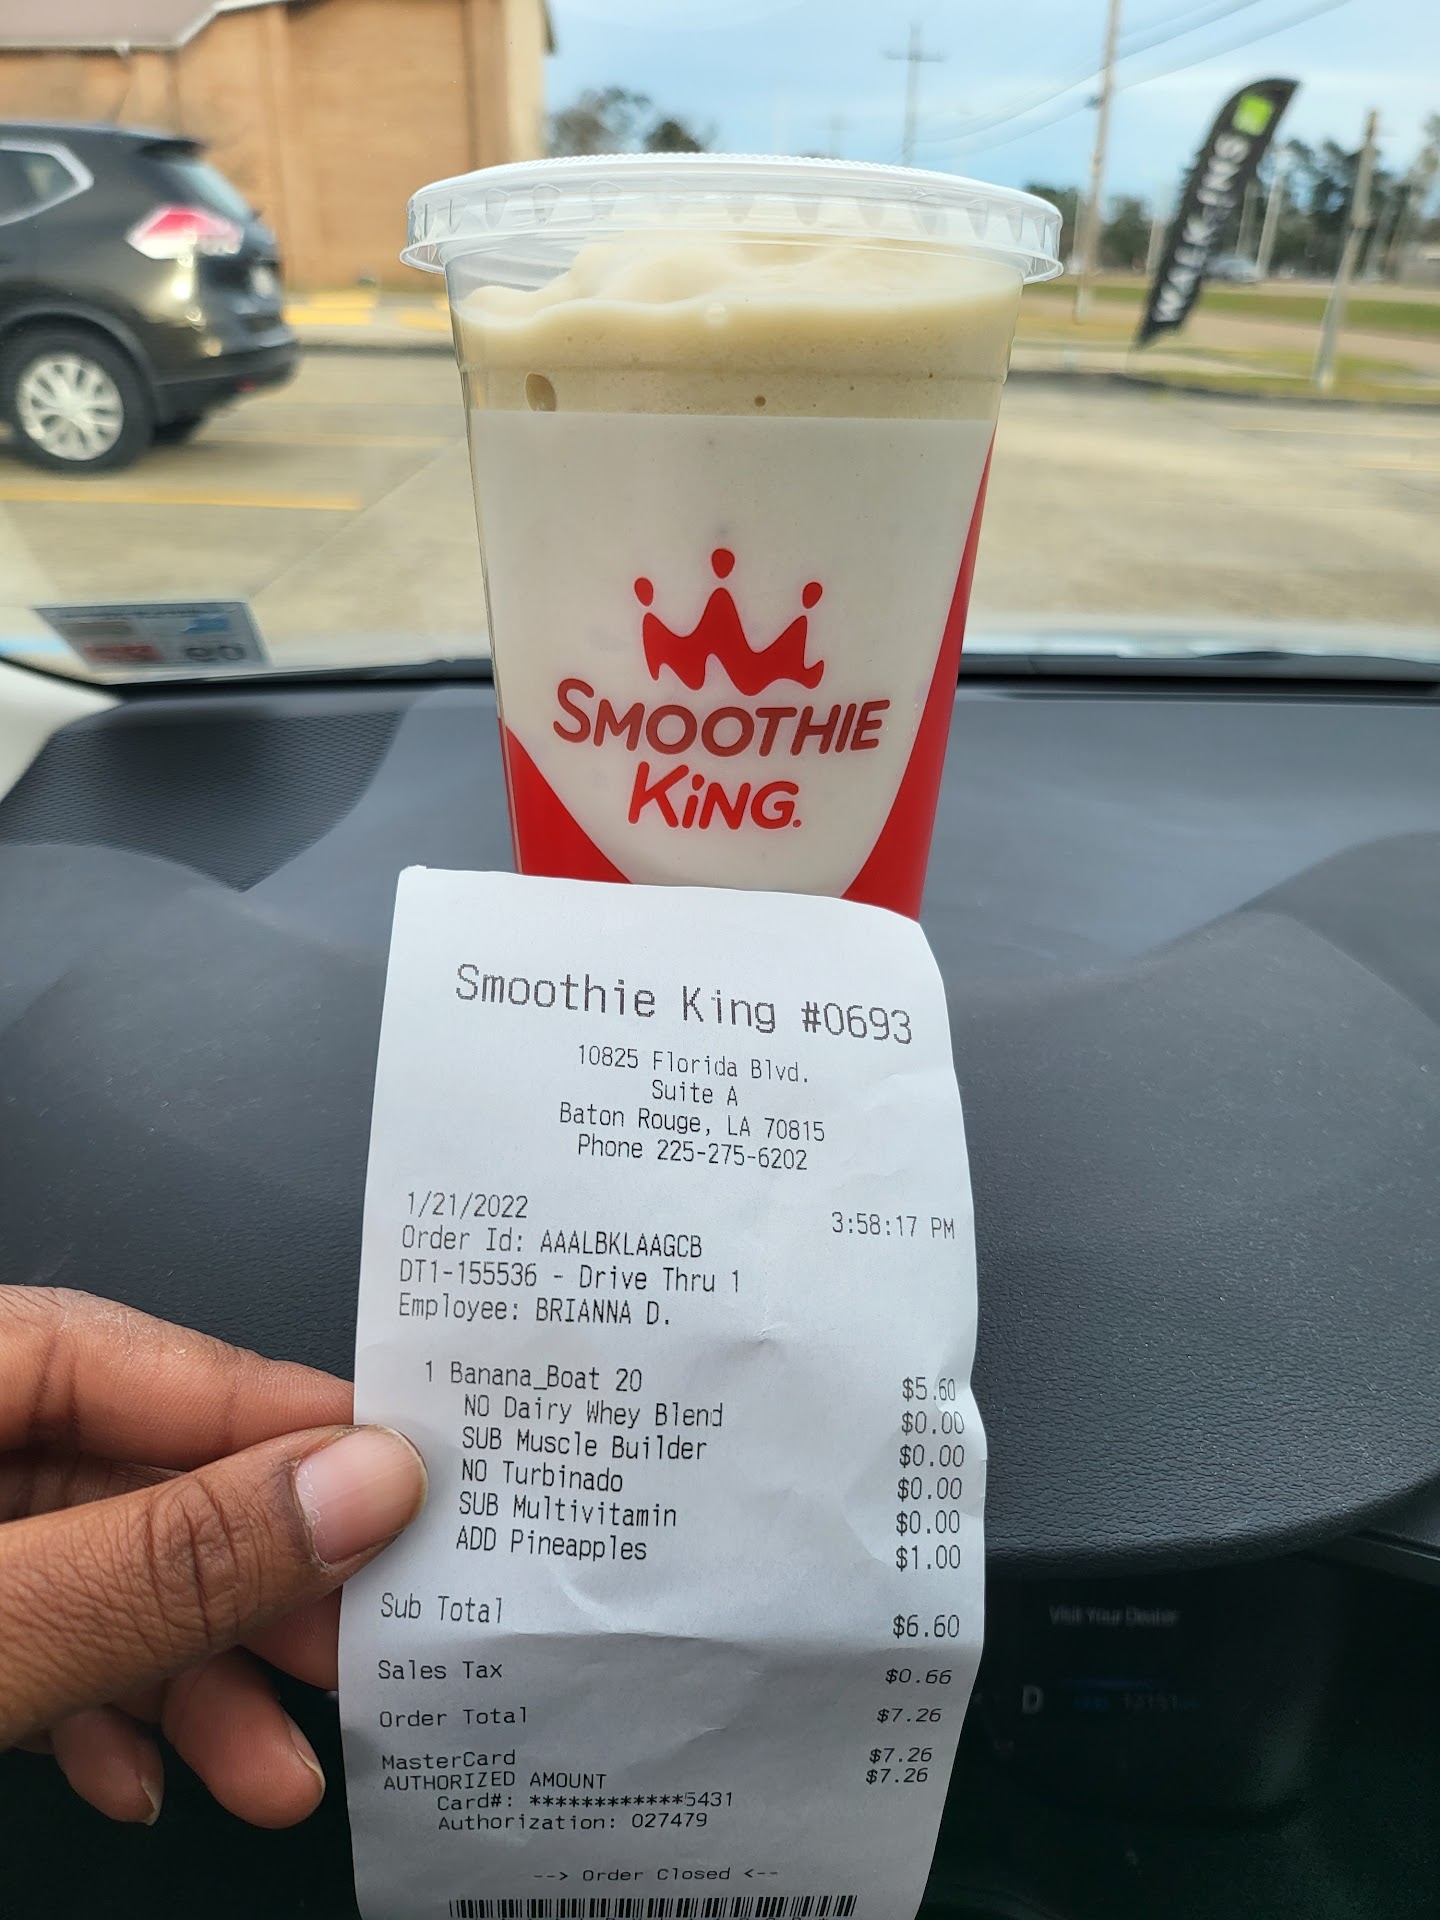 WALK-INS
SMOOTHIE
KiNG.
Smoothie King #0693
10825 Florida Blvd.
Suite A
Baton Rouge, LA 70815
Phone 225-275-6202
1/21/2022 3:58:17 PM
Order Id: AAALBKLAAGCB
DT1-155536 - Drive Thru 1
Employee: BRIANNA D.
1 Banana_Boat 20 $5.60
NO Dairy Whey Blend $0.00
SUB Muscle Builder $0.00
NO Turbinado $0.00
SUB Multivitamin $0.00
ADD Pineapples $1.00
Sub Total $6.60
Sales Tax $0.66
Order Total $7.26
MasterCard $7.26
AUTHORIZED AMOUNT $7.26
Card#: ************5431
Authorization: 027479
--> Order Closed <--
Visit Your Dealer
D